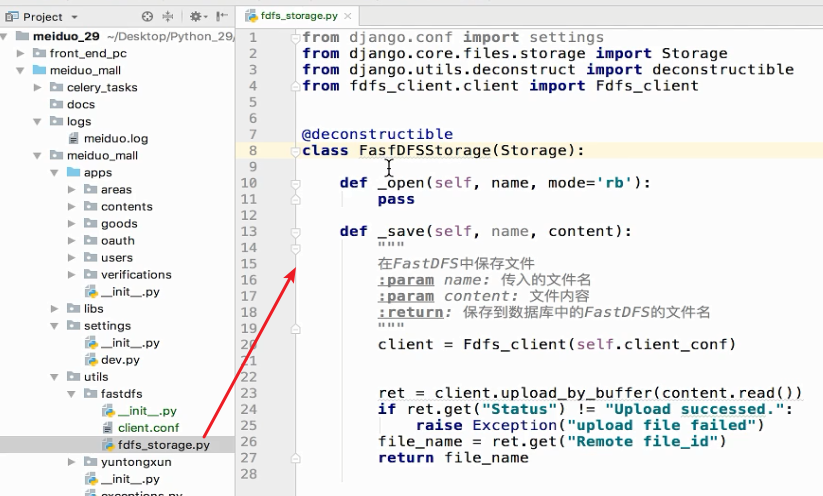 Project
fdfs_storage.py
meiduo_29 ~/Desktop/Python_29/
front_end_pc
meiduo_mall
celery_tasks
docs
logs
meiduo.log
meiduo_mall
apps
areas
contents
goods
oauth
users
verifications
__init__.py
libs
settings
__init__.py
dev.py
utils
fastdfs
__init__.py
client.conf
fdfs_storage.py
yuntongxun
__init__.py
exceptions.py
1 from django.conf import settings
2 from django.core.files.storage import Storage
3 from django.utils.deconstruct import deconstructible
4 from fdfs_client.client import Fdfs_client
5
6
7 @deconstructible
8 class FasfDFSStorage(Storage):
9
10 def _open(self, name, mode='rb'):
11 pass
12
13 def _save(self, name, content):
14 """
15 在FastDFS中保存文件
16 :param name: 传入的文件名
17 :param content: 文件内容
18 :return: 保存到数据库中的FastDFS的文件名
19 """
20 client = Fdfs_client(self.client_conf)
21
22
23 ret = client.upload_by_buffer(content.read())
24 if ret.get("Status") != "Upload successed.":
25 raise Exception("upload file failed")
26 file_name = ret.get("Remote file_id")
27 return file_name
28